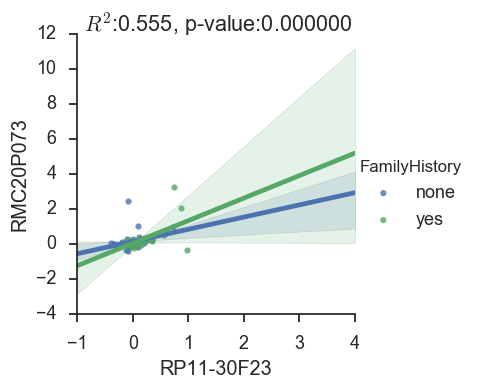 R²:0.555, p-value:0.000000
12
10
8
6
4
2
0
−2
−4
RMC20P073
−1 0 1 2 3 4
RP11-30F23
FamilyHistory
none
yes